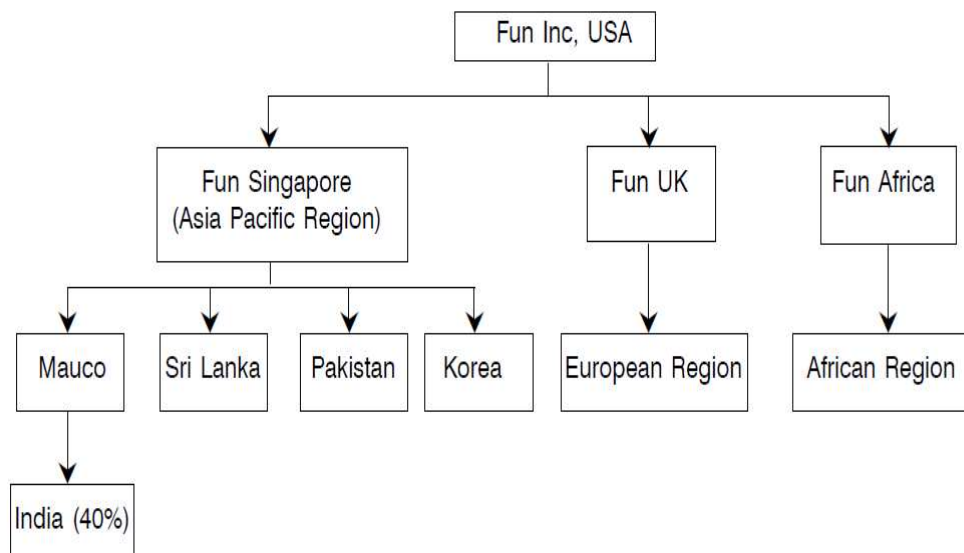 Fun Inc, USA
Fun Singapore
(Asia Pacific Region)
Fun UK
Fun Africa
Mauco
Sri Lanka
Pakistan
Korea
European Region
African Region
India (40%)